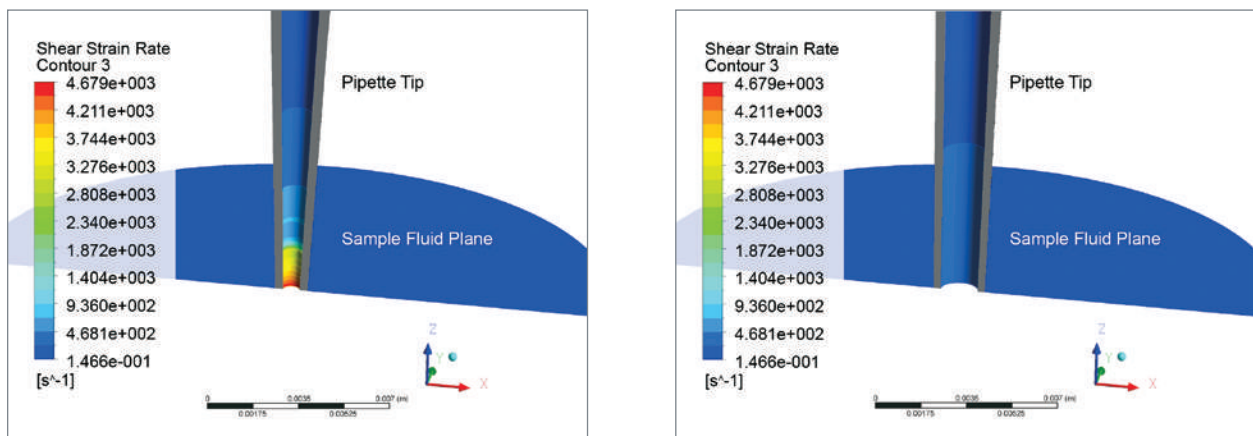 Shear Strain Rate
Contour 3
4.679e+003
4.211e+003
3.744e+003
3.276e+003
2.808e+003
2.340e+003
1.872e+003
1.404e+003
9.360e+002
4.681e+002
1.466e-001
[s^-1]
Pipette Tip
Sample Fluid Plane
Z
Y
X
0
0.0035
0.007 (m)
0.00175
0.03525
Shear Strain Rate
Contour 3
4.679e+003
4.211e+003
3.744e+003
3.276e+003
2.808e+003
2.340e+003
1.872e+003
1.404e+003
9.360e+002
4.681e+002
1.466e-001
[s^-1]
Pipette Tip
Sample Fluid Plane
Z
Y
X
0
0.0035
0.007 (m)
0.00175
0.03625